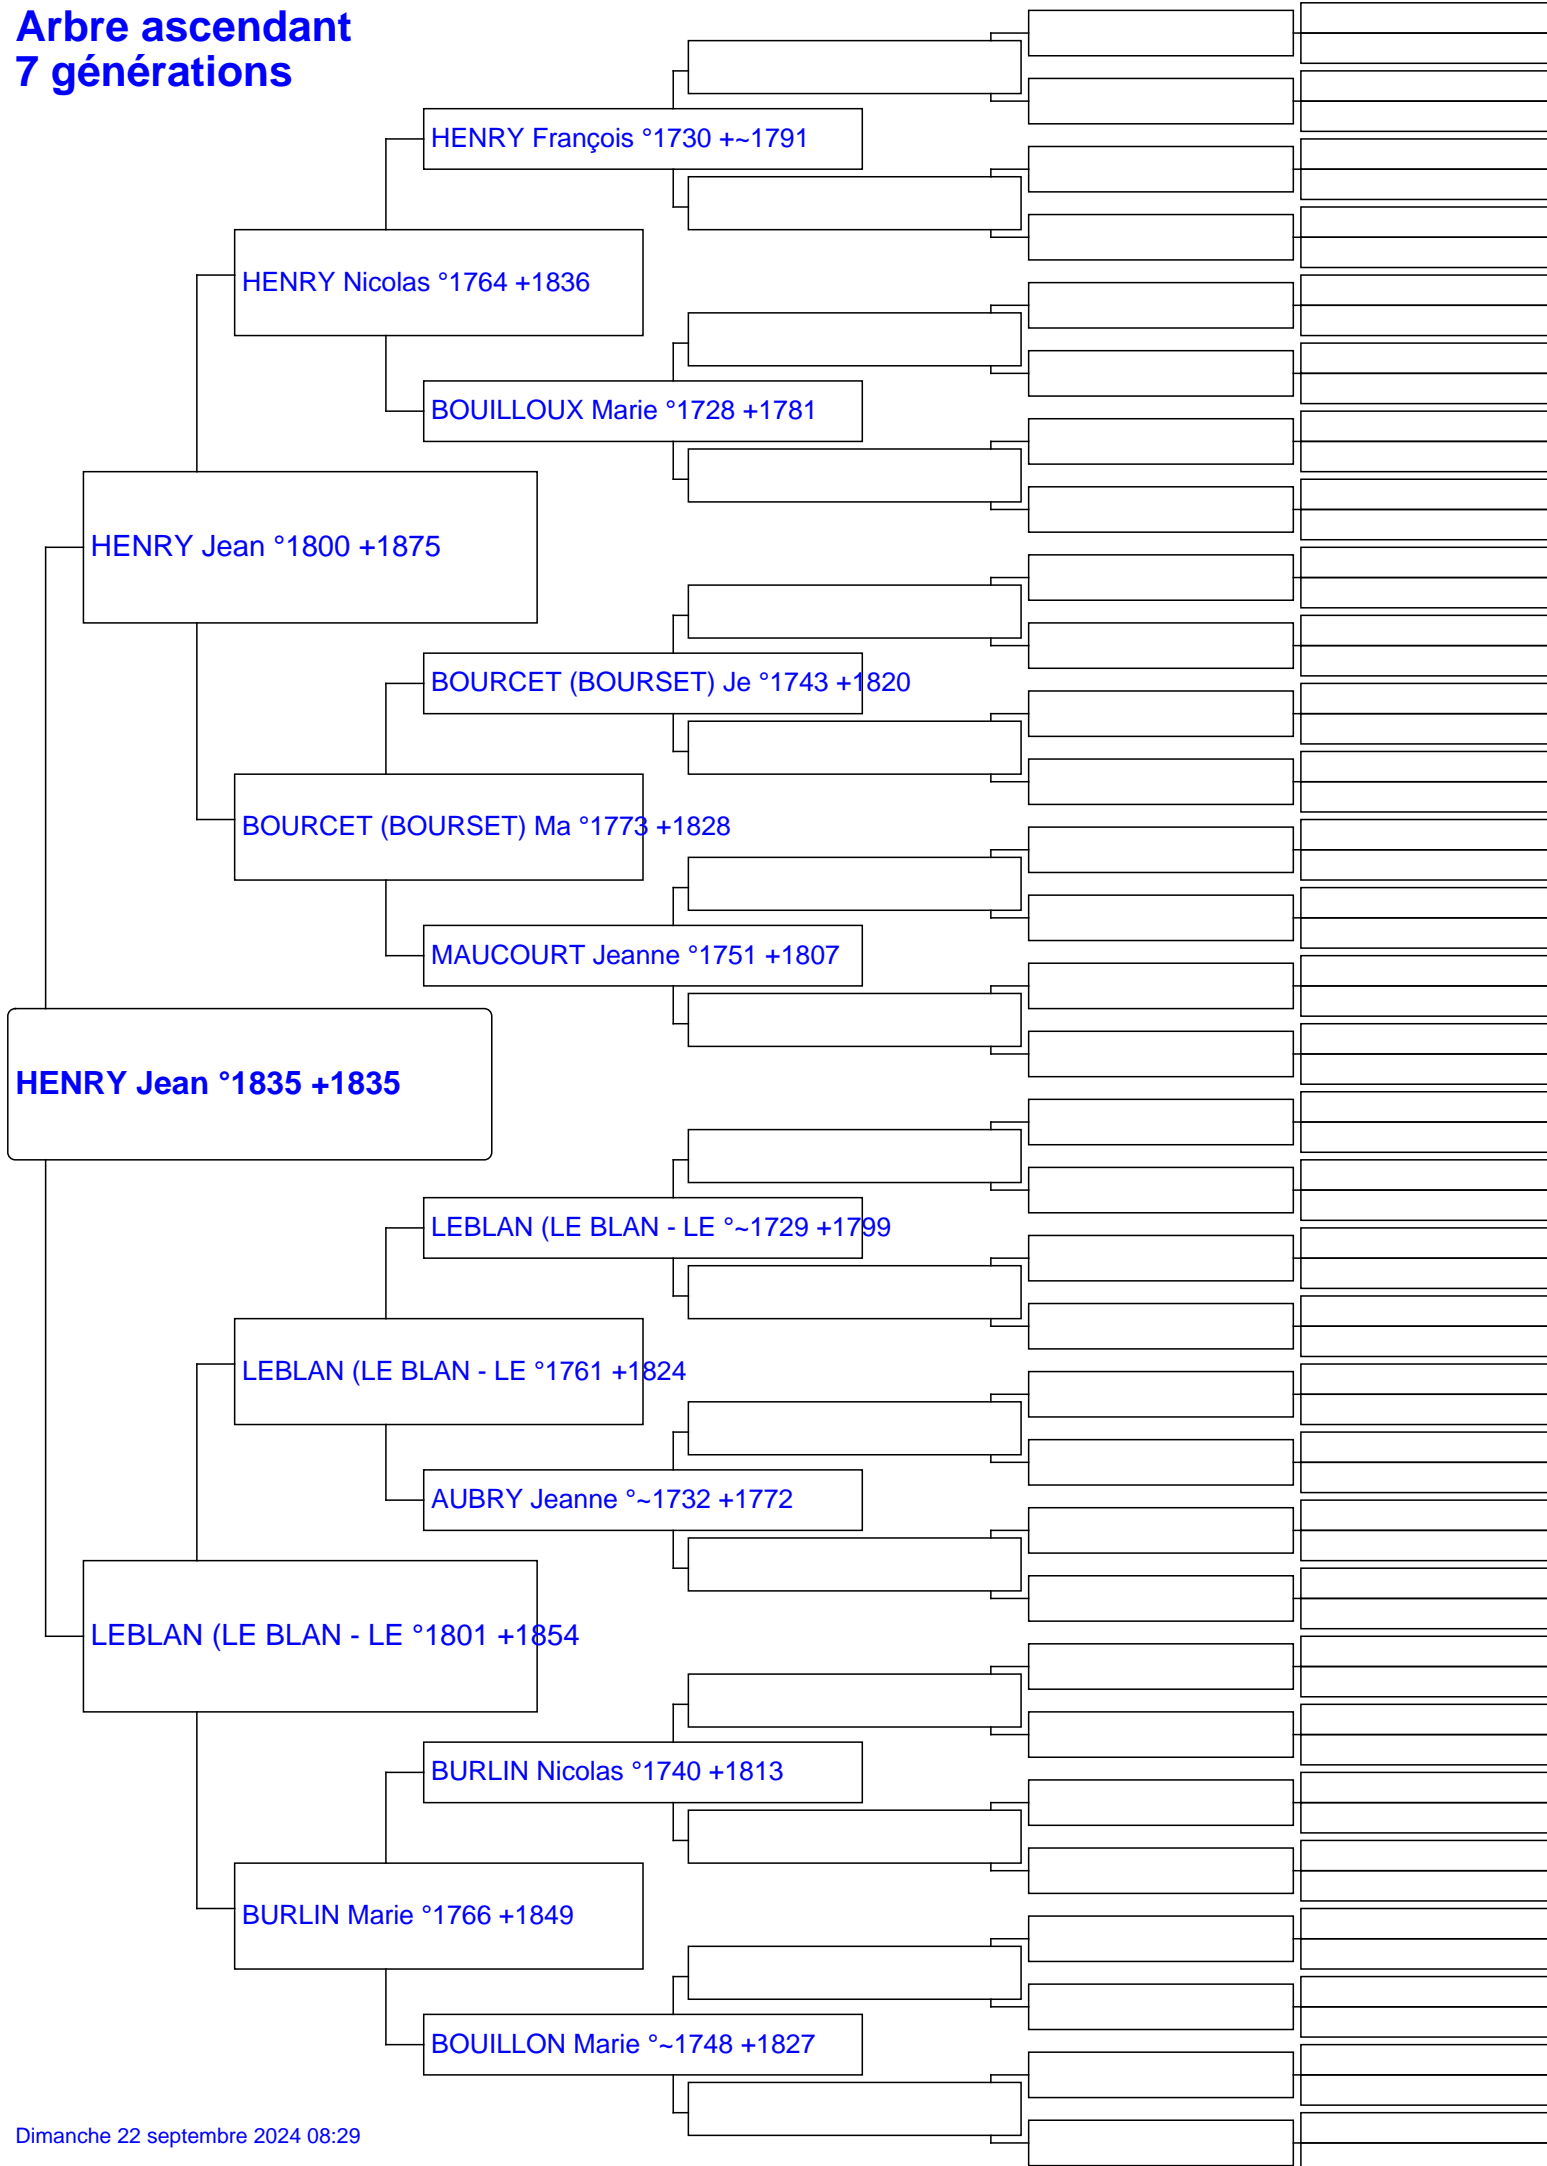 Arbre ascendant
7 générations
HENRY François °1730 +~1791
HENRY Nicolas °1764 +1836
BOUILLOUX Marie °1728 +1781
HENRY Jean °1800 +1875
BOURCET (BOURSET) Je °1743 +1820
BOURCET (BOURSET) Ma °1773 +1828
MAUCOURT Jeanne °1751 +1807
HENRY Jean °1835 +1835
LEBLAN (LE BLAN - LE °~1729 +1799
LEBLAN (LE BLAN - LE °1761 +1824
AUBRY Jeanne °~1732 +1772
LEBLAN (LE BLAN - LE °1801 +1854
BURLIN Nicolas °1740 +1813
BURLIN Marie °1766 +1849
BOUILLON Marie °~1748 +1827
Dimanche 22 septembre 2024 08:29